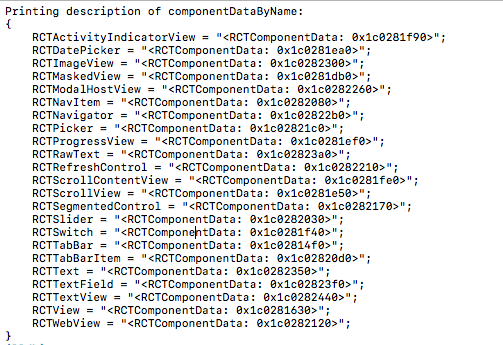 Printing description of componentDataByName:
{
    RCTActivityIndicatorView = "<RCTComponentData: 0x1c0281f90>";
    RCTDatePicker = "<RCTComponentData: 0x1c0281ea0>";
    RCTImageView = "<RCTComponentData: 0x1c0282300>";
    RCTMaskedView = "<RCTComponentData: 0x1c0281db0>";
    RCTModalHostView = "<RCTComponentData: 0x1c0282260>";
    RCTNavItem = "<RCTComponentData: 0x1c0282080>";
    RCTNavigator = "<RCTComponentData: 0x1c02822b0>";
    RCTPicker = "<RCTComponentData: 0x1c02821c0>";
    RCTProgressView = "<RCTComponentData: 0x1c0281ef0>";
    RCTRawText = "<RCTComponentData: 0x1c02823a0>";
    RCTRefreshControl = "<RCTComponentData: 0x1c0282210>";
    RCTScrollContentView = "<RCTComponentData: 0x1c0281fe0>";
    RCTScrollView = "<RCTComponentData: 0x1c0281e50>";
    RCTSegmentedControl = "<RCTComponentData: 0x1c0282170>";
    RCTSlider = "<RCTComponentData: 0x1c0282030>";
    RCTSwitch = "<RCTComponentData: 0x1c0281f40>";
    RCTTabBar = "<RCTComponentData: 0x1c02814f0>";
    RCTTabBarItem = "<RCTComponentData: 0x1c02820d0>";
    RCTText = "<RCTComponentData: 0x1c0282350>";
    RCTTextField = "<RCTComponentData: 0x1c02823f0>";
    RCTTextView = "<RCTComponentData: 0x1c0282440>";
    RCTView = "<RCTComponentData: 0x1c0281630>";
    RCTWebView = "<RCTComponentData: 0x1c0282120>";
}